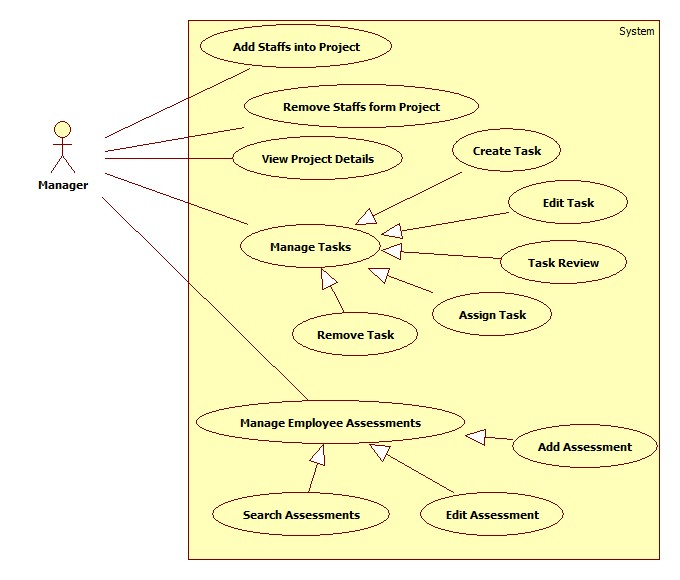 System
Add Staffs into Project
Remove Staffs form Project
View Project Details
Manager
Create Task
Edit Task
Manage Tasks
Task Review
Assign Task
Remove Task
Manage Employee Assessments
Add Assessment
Search Assessments
Edit Assessment